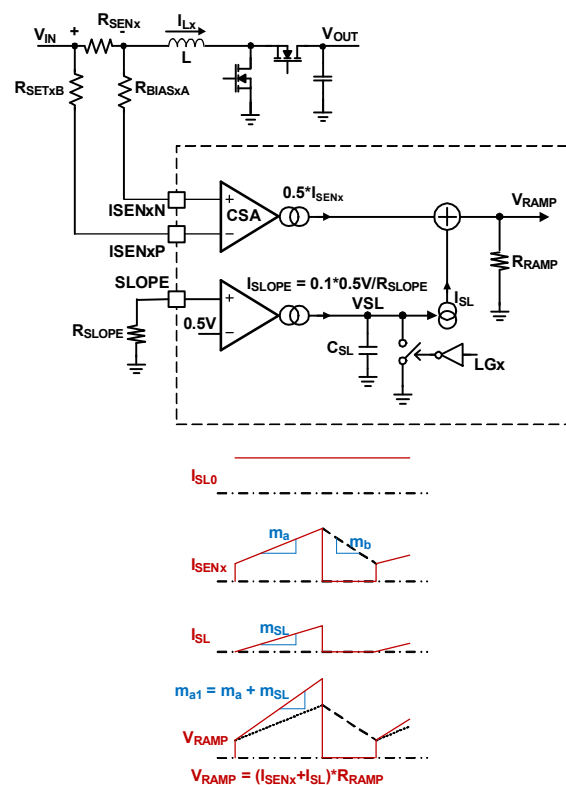 RSENx
VIN
+
-
ILx
L
VOUT
RSETxB
RBIASxA
ISENxN
+
CSA
0.5*ISENx
+
VRAMP
ISENxP
−
RRAMP
SLOPE
ISLOPE = 0.1*0.5V/RSLOPE
+
VSL
ISL
RSLOPE
0.5V
−
CSL
LGx
ISL0
ma
mb
ISENx
mSL
ISL
ma1 = ma + mSL
VRAMP
VRAMP = (ISENx+ISL)*RRAMP